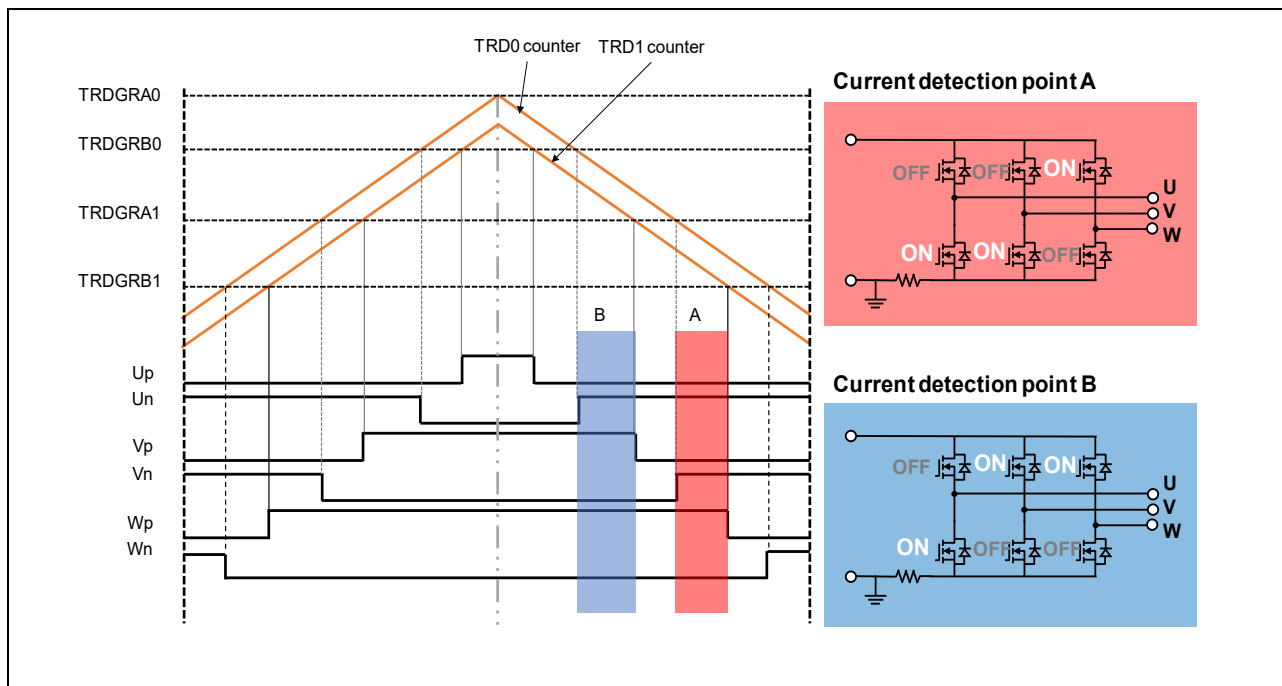 TRD0 counter
TRD1 counter
TRDGRA0
TRDGRB0
TRDGRA1
TRDGRB1
B
A
Up
Un
Vp
Vn
Wp
Wn
Current detection point A
OFF OFF ON
U
V
W
ON ON OFF
Current detection point B
OFF ON ON
U
V
W
ON OFF OFF